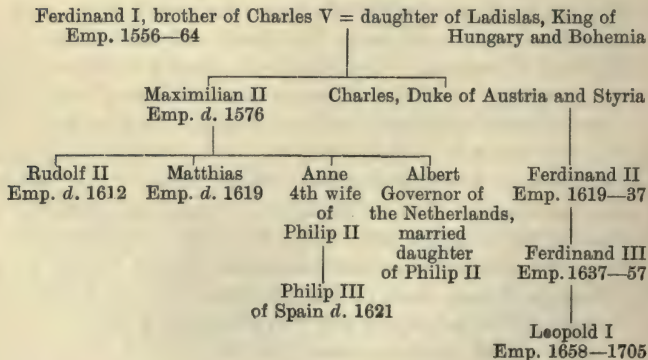 Ferdinand I, brother of Charles V = daughter of Ladislas, King of
Emp. 1556—64
Hungary and Bohemia
Maximilian II
Emp. d. 1576
Charles, Duke of Austria and Styria
Rudolf II
Emp. d. 1612
Matthias
Emp. d. 1619
Anne
4th wife
of
Philip II
Albert
Governor of
the Netherlands,
married
daughter
of Philip II
Ferdinand II
Emp. 1619—37
Philip III
of Spain d. 1621
Ferdinand III
Emp. 1637—57
Leopold I
Emp. 1658—1705